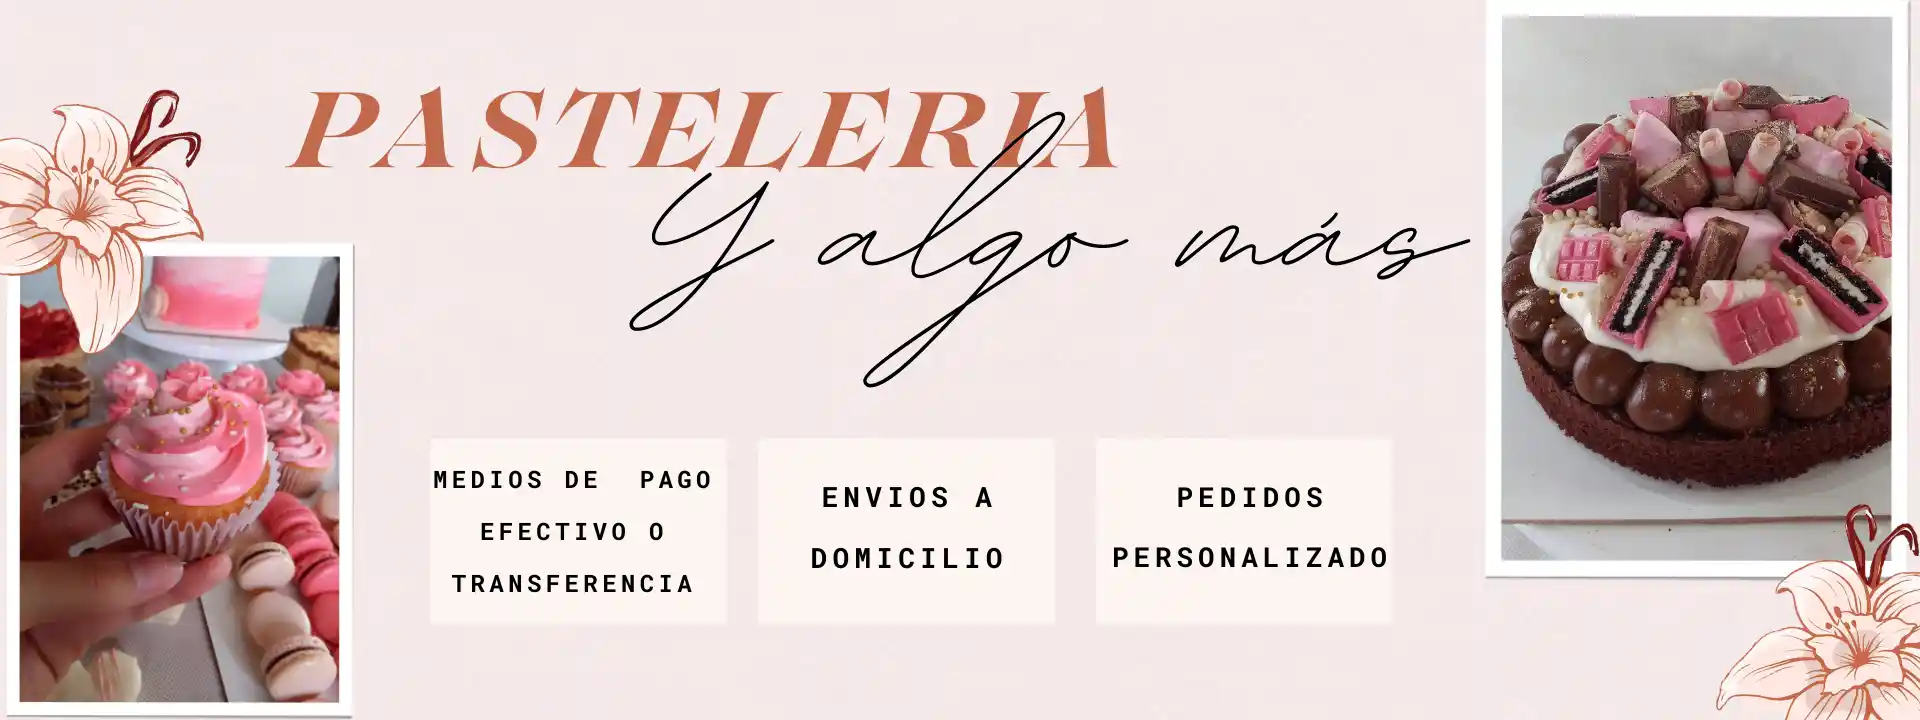 PASTELERIA
Y algo más
MEDIOS DE PAGO
EFECTIVO O
TRANSFERENCIA
ENVIOS A
DOMICILIO
PEDIDOS
PERSONALIZADO